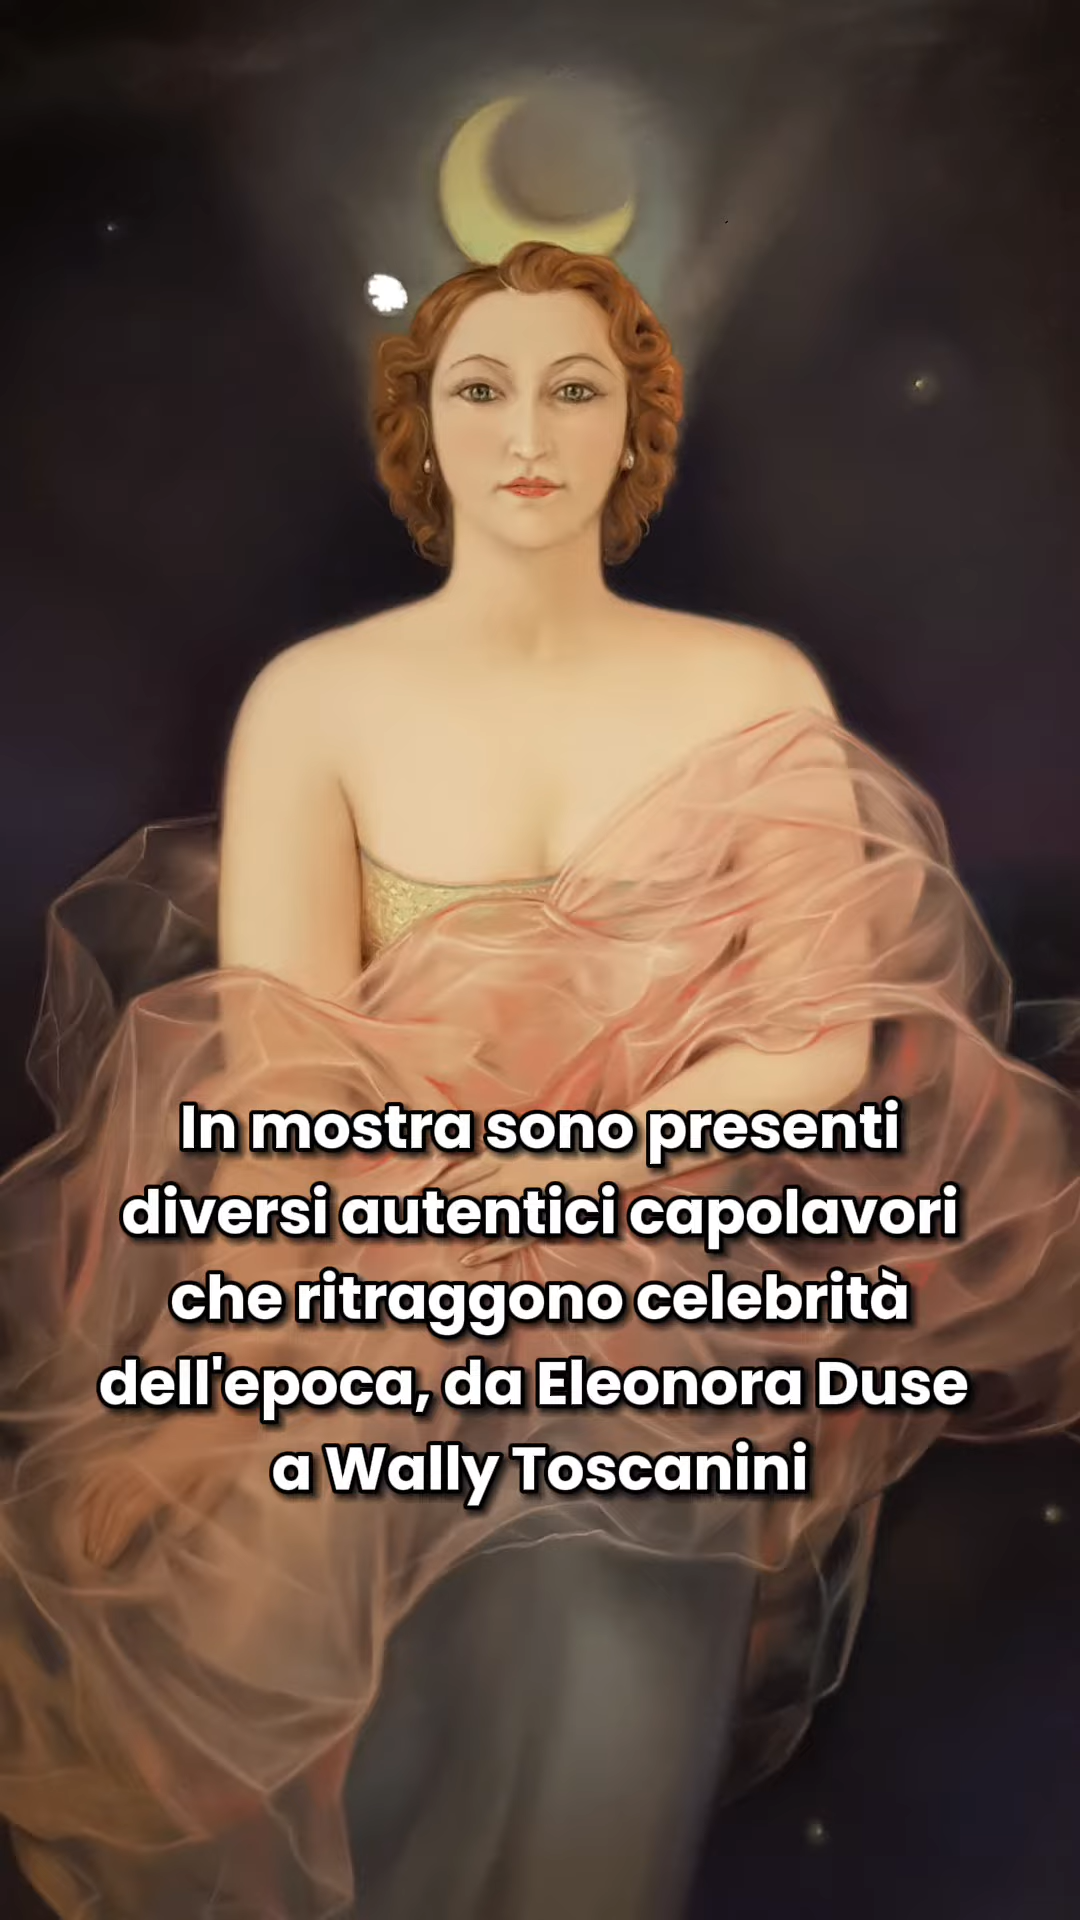 In mostra sono presenti
diversi autentici capolavori
che ritraggono celebrità
dell'epoca, da Eleonora Duse
a Wally Toscanini